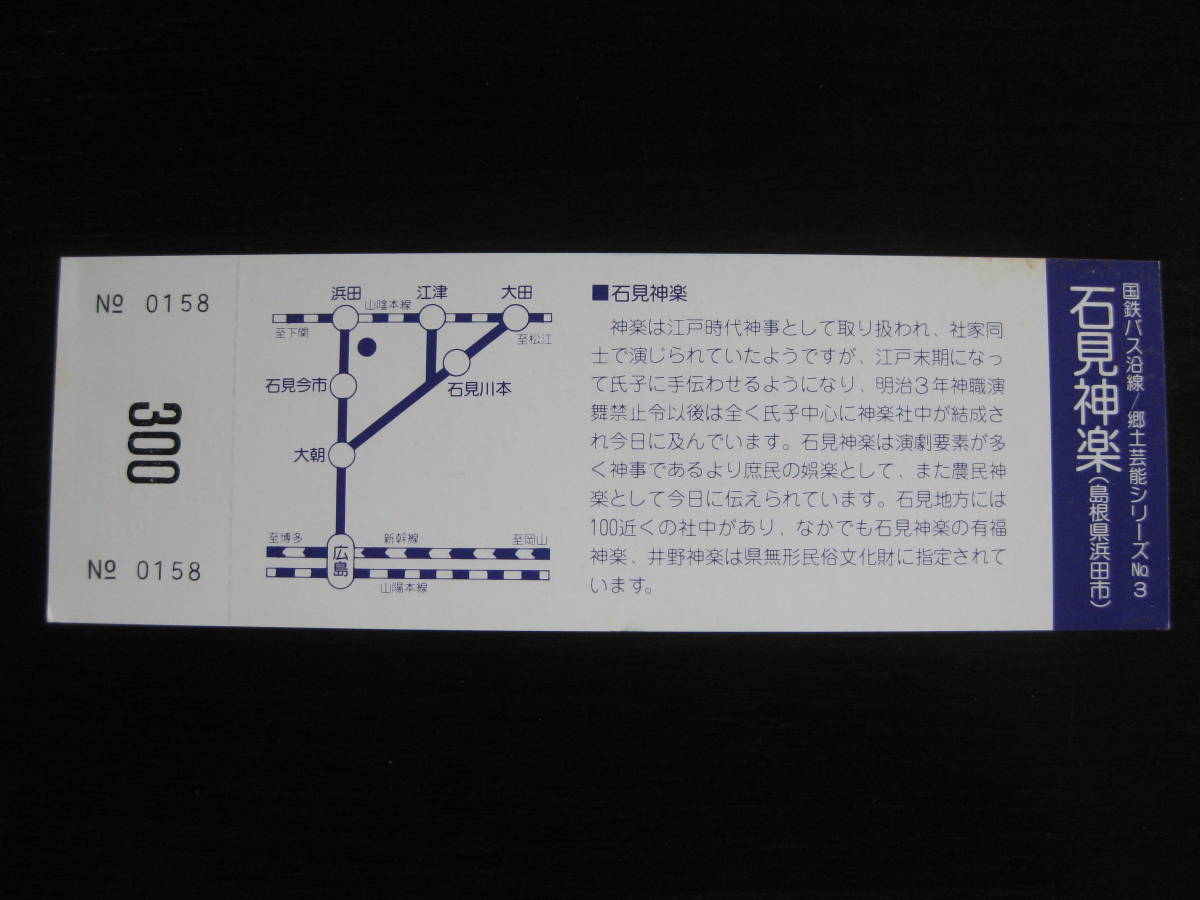 No 0158
300
No 0158
浜田
江津
大田
山陰本線
至下関
至松江
石見今市
石見川本
大朝
至博多
新幹線
至岡山
広島
山陽本線
■石見神楽
神楽は江戸時代神事として取り扱われ、社家同
士で演じられていたようですが、江戸末期になっ
て氏子に手伝わせるようになり、明治3年神職演
舞禁止令以後は全く氏子中心に神楽社中が結成さ
れ今日に及んでいます。石見神楽は演劇要素が多
く神事であるより庶民の娯楽として、また農民神
楽として今日に伝えられています。石見地方には
100近くの社中があり、なかでも石見神楽の有福
神楽、井野神楽は県無形民俗文化財に指定されて
います。
国鉄バス沿線/郷土芸能シリーズNo.3
石見神楽(島根県浜田市)